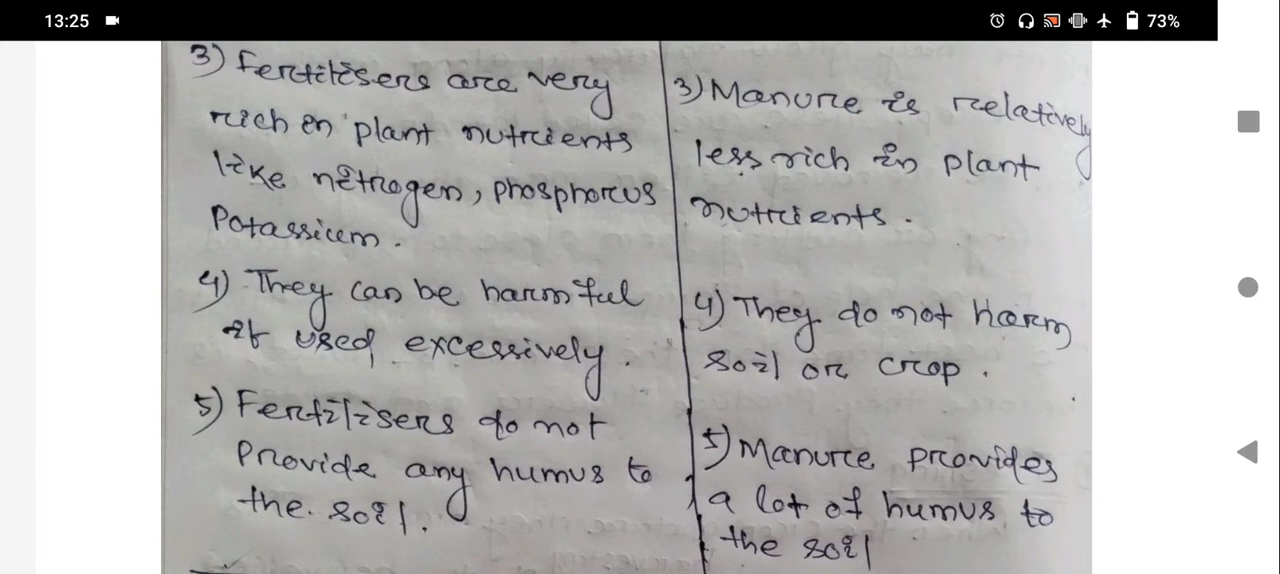 13:25
73%
3) Fertilisers are very
rich in plant nutrients
like nitrogen, phosphorus
Potassium.
4) They can be harmful
if used excessively.
5) Fertilisers do not
provide any humus to
the soil.
3) Manure is relatively
less rich in plant
nutrients.
4) They do not harm
soil or crop.
5) Manure provides
a lot of humus to
the soil